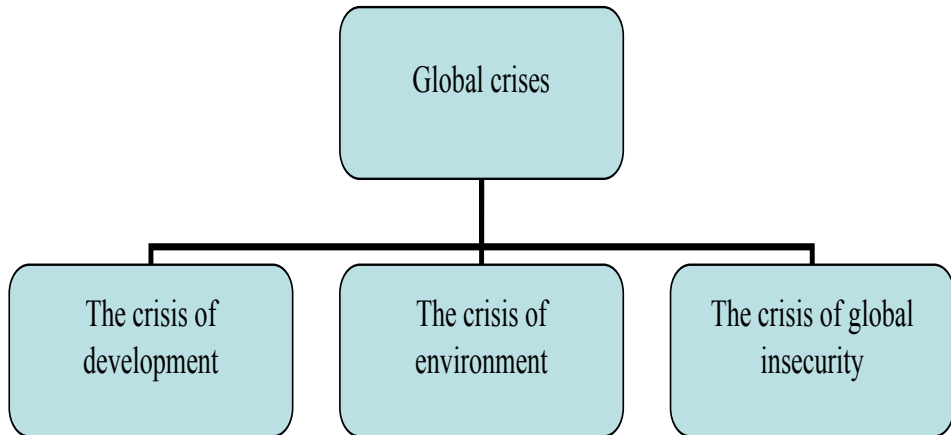 Global crises
The crisis of
development
The crisis of
environment
The crisis of global
insecurity